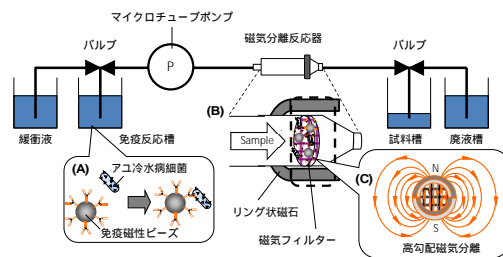 マイクロチューブポンプ
バルブ
P
磁気分離反応器
バルブ
緩衝液
免疫反応槽
(B)
Sample
試料槽
廃液槽
(A)
アユ冷水病細菌
免疫磁性ビーズ
リング状磁石
磁気フィルター
(C)
N
S
高勾配磁気分離